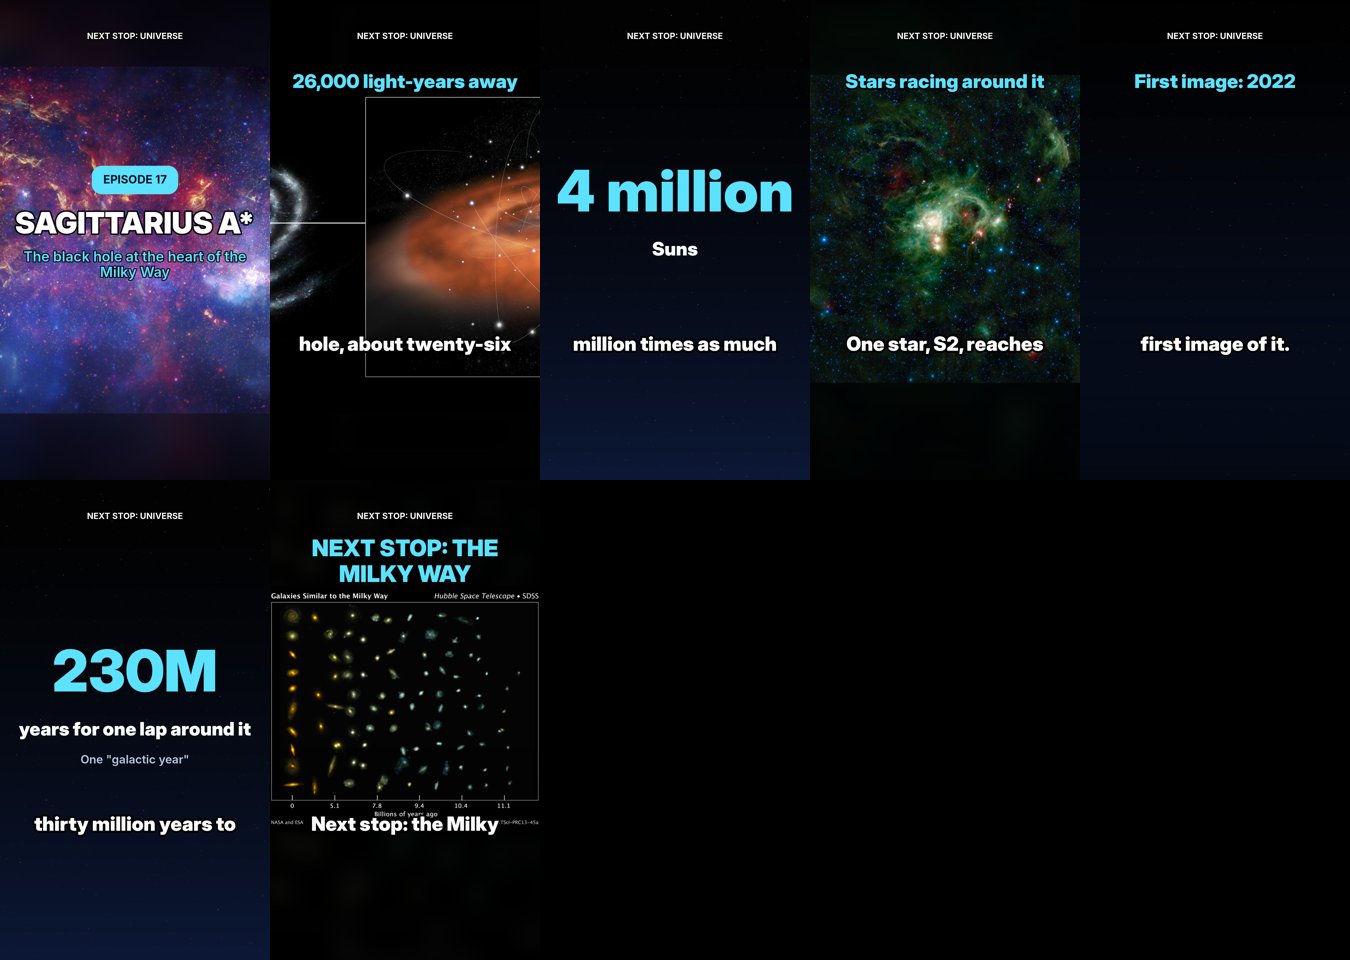 NEXT STOP: UNIVERSE
EPISODE 17
SAGITTARIUS A*
The black hole at the heart of the
Milky Way
NEXT STOP: UNIVERSE
26,000 light-years away
hole, about twenty-six
NEXT STOP: UNIVERSE
4 million
Suns
million times as much
NEXT STOP: UNIVERSE
Stars racing around it
One star, S2, reaches
NEXT STOP: UNIVERSE
First image: 2022
first image of it.
NEXT STOP: UNIVERSE
230M
years for one lap around it
One "galactic year"
thirty million years to
NEXT STOP: UNIVERSE
NEXT STOP: THE
MILKY WAY
Galaxies Similar to the Milky Way
Hubble Space Telescope • SDSS
0 5.1 7.8 9.4 10.4 11.1
Billions of years ago
NASA and ESA
Next stop: the Milky